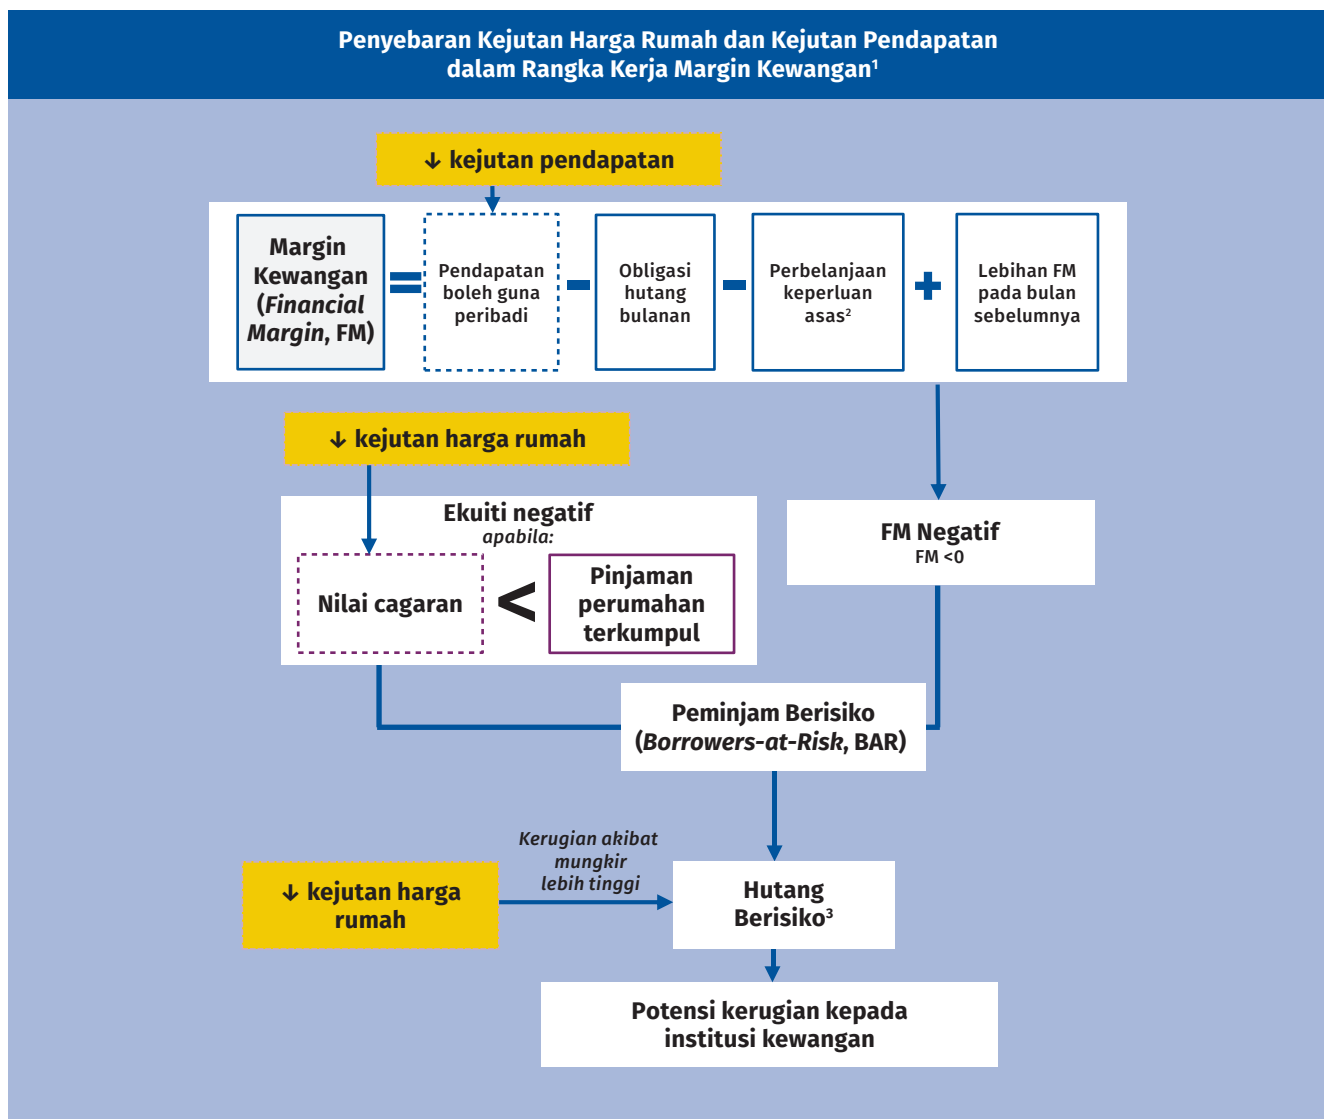 Penyebaran Kejutan Harga Rumah dan Kejutan Pendapatan
dalam Rangka Kerja Margin Kewangan¹
↓ kejutan pendapatan
Margin
Kewangan
(Financial
Margin, FM)
=
Pendapatan
boleh guna
peribadi
-
Obligasi
hutang
bulanan
-
Perbelanjaan
keperluan
asas²
+
Lebihan FM
pada bulan
sebelumnya
↓ kejutan harga rumah
Ekuiti negatif
apabila:
Nilai cagaran
<
Pinjaman
perumahan
terkumpul
FM Negatif
FM <0
Peminjam Berisiko
(Borrowers-at-Risk, BAR)
Kerugian akibat
mungkir
lebih tinggi
↓ kejutan harga
rumah
Hutang
Berisiko³
Potensi kerugian kepada
institusi kewangan